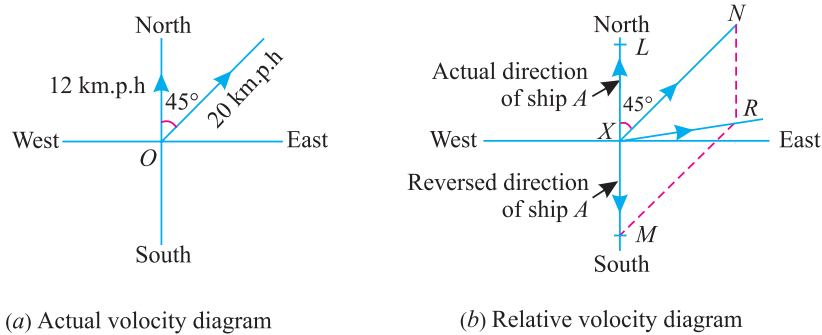 North
12 km.p.h
45°
20 km.p.h
West
East
O
South
(a) Actual volocity diagram
North
N
L
Actual direction
of ship A
45°
R
X
West
East
Reversed direction
of ship A
M
South
(b) Relative volocity diagram